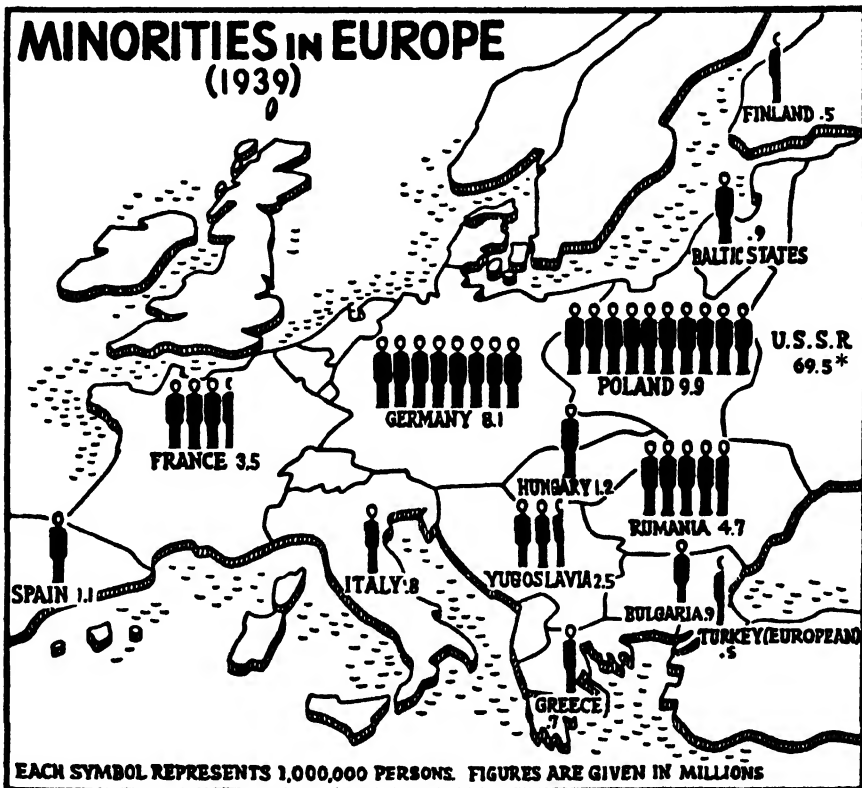 MINORITIES IN EUROPE
(1939)
FINLAND .5
.9
BALTIC STATES
U.S.S.R
69.5*
POLAND 9.9
GERMANY 8.1
FRANCE 3.5
HUNGARY 1.2
RUMANIA 4.7
SPAIN 1.1
ITALY .8
YUGOSLAVIA 2.5
BULGARIA .9
TURKEY (EUROPEAN)
.5
GREECE
.7
EACH SYMBOL REPRESENTS 1,000,000 PERSONS. FIGURES ARE GIVEN IN MILLIONS